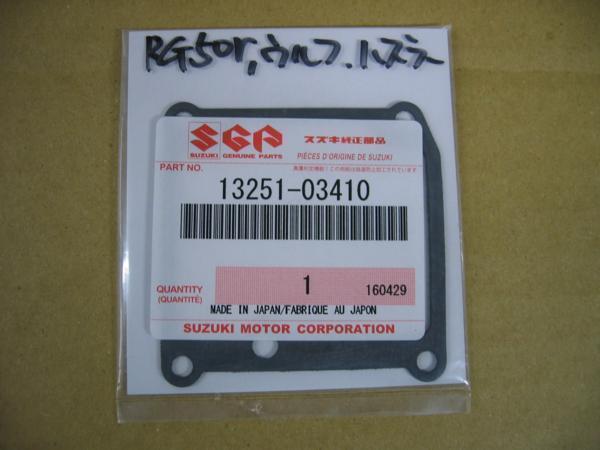 RG50Γ,ウルフ.ハスラー
SGP
スズキ純正部品
SUZUKI GENUINE PARTS
PIÈCES D'ORIGINE DE SUZUKI
PART NO.
13251-03410
QUANTITY
(QUANTITÉ)
1
160429
MADE IN JAPAN/FABRIQUE AU JAPON
SUZUKI MOTOR CORPORATION